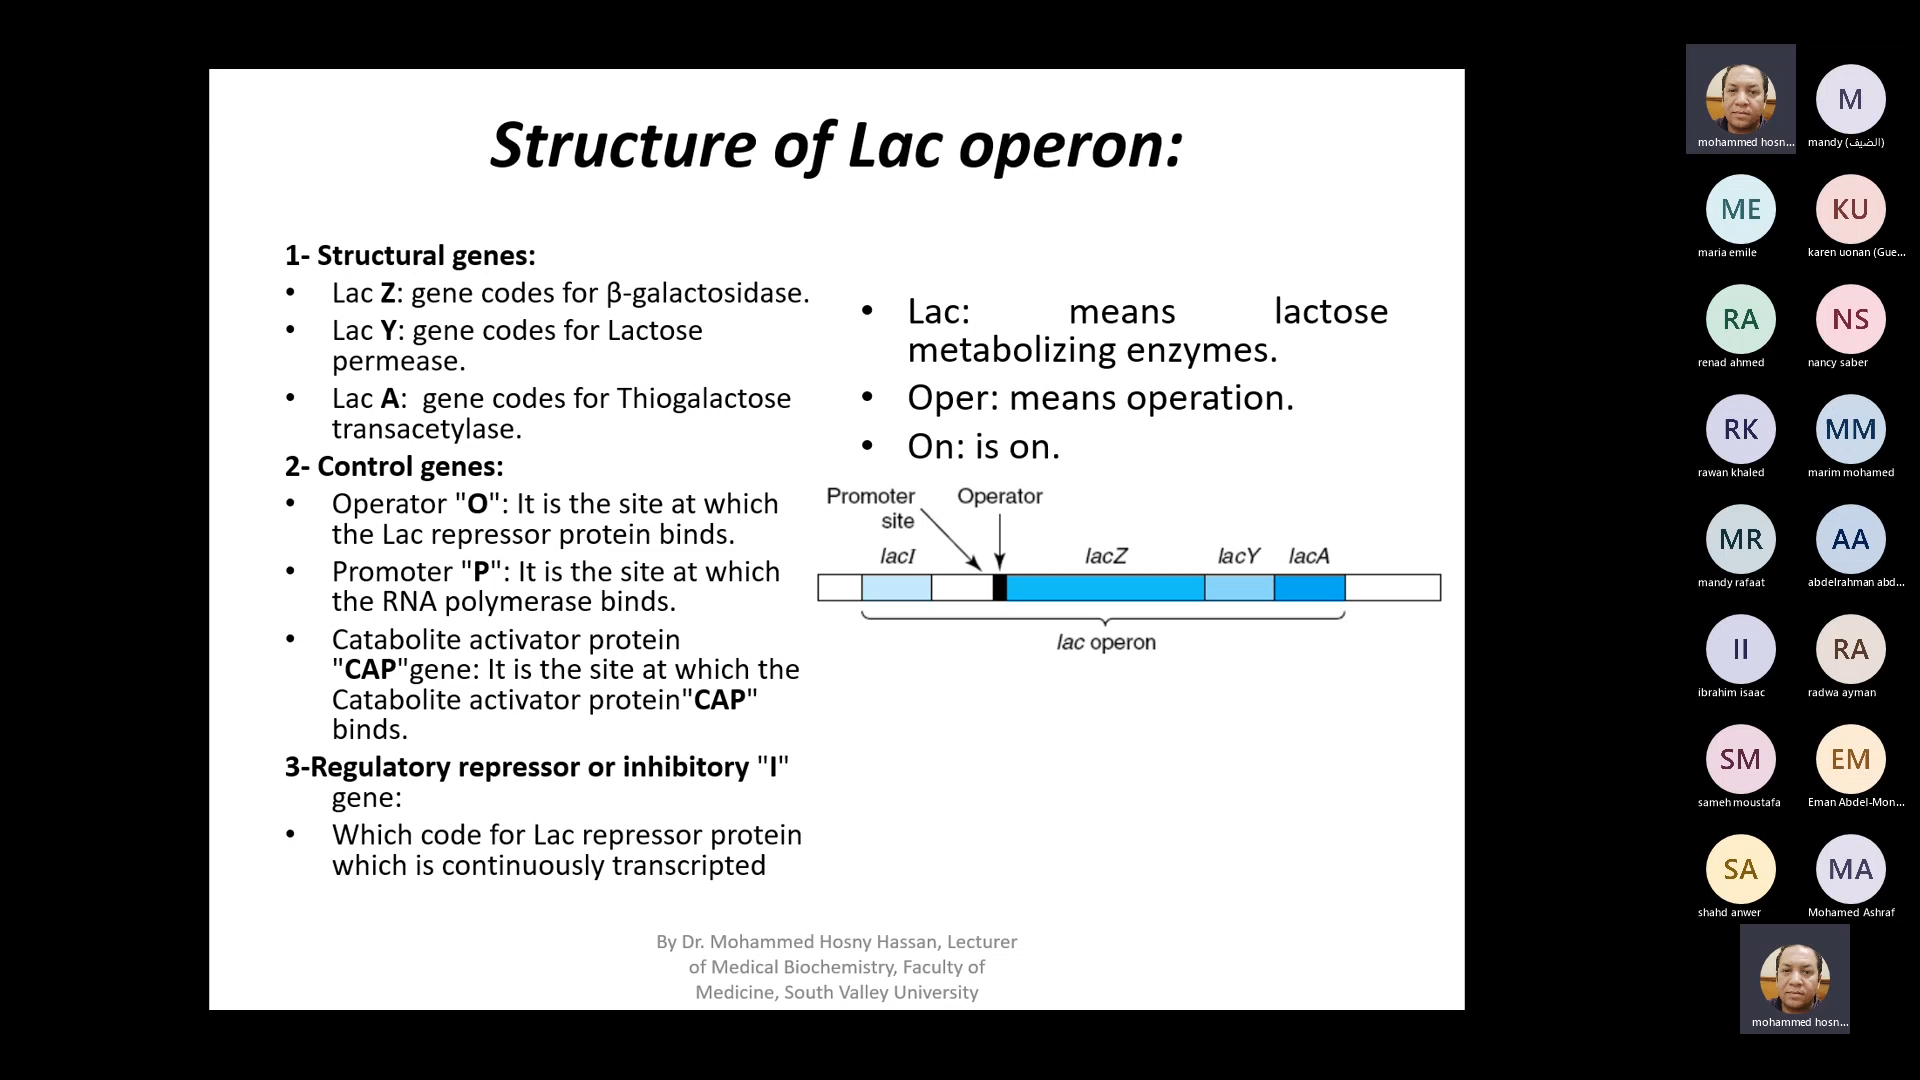 Structure of Lac operon:
1- Structural genes:
• Lac Z: gene codes for β-galactosidase.
• Lac Y: gene codes for Lactose
permease.
• Lac A:  gene codes for Thiogalactose
transacetylase.
2- Control genes:
• Operator "O": It is the site at which
the Lac repressor protein binds.
• Promoter "P": It is the site at which
the RNA polymerase binds.
• Catabolite activator protein
"CAP"gene: It is the site at which the
Catabolite activator protein"CAP"
binds.
3-Regulatory repressor or inhibitory "I"
gene:
• Which code for Lac repressor protein
which is continuously transcripted
• Lac: means lactose
metabolizing enzymes.
• Oper: means operation.
• On: is on.
Promoter
site
Operator
lacI
lacZ
lacY
lacA
lac operon
By Dr. Mohammed Hosny Hassan, Lecturer
of Medical Biochemistry, Faculty of
Medicine, South Valley University
mohammed hosn...
M
mandy (الضيف)
ME
maria emile
KU
karen uonan (Gue...
RA
renad ahmed
NS
nancy saber
RK
rawan khaled
MM
marim mohamed
MR
mandy rafaat
AA
abdelrahman abd...
II
ibrahim isaac
RA
radwa ayman
SM
sameh moustafa
EM
Eman Abdel-Mon...
SA
shahd anwer
MA
Mohamed Ashraf
mohammed hosn...